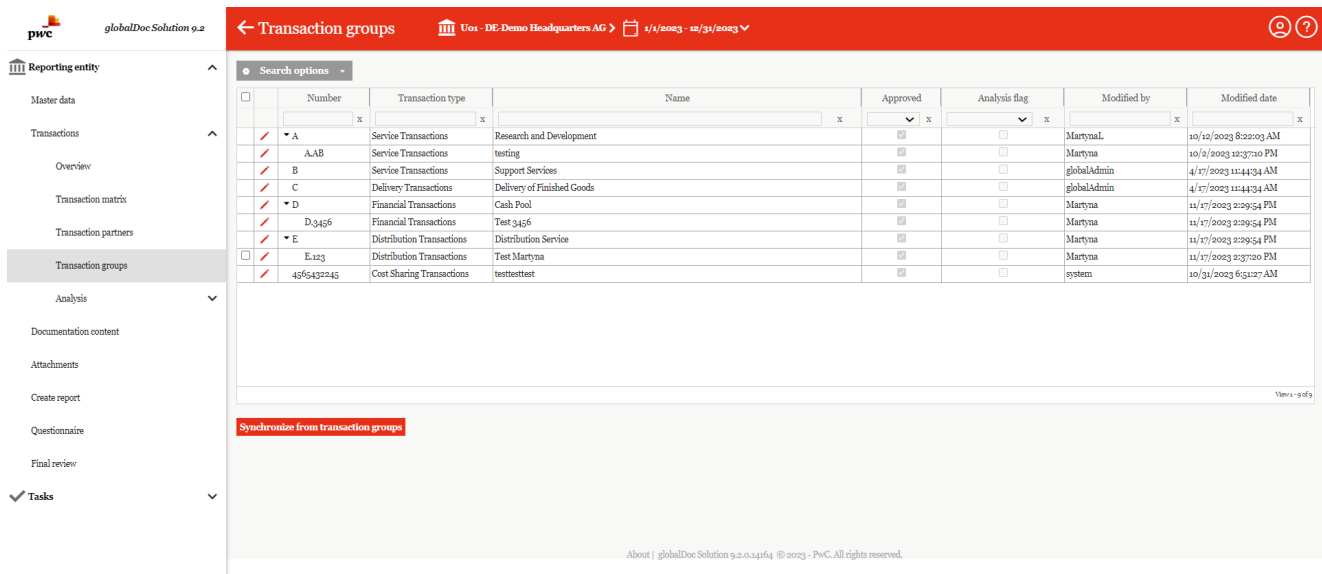 pwc globalDoc Solution 9.2
Transaction groups U01 - DE-Demo Headquarters AG 1/1/2023 - 12/31/2023
Reporting entity
Master data
Transactions
Overview
Transaction matrix
Transaction partners
Transaction groups
Analysis
Documentation content
Attachments
Create report
Questionnaire
Final review
Tasks
Search options
Number Transaction type Name Approved Analysis flag Modified by Modified date
x x x x x x x
A Service Transactions Research and Development MartynaL 10/12/2023 8:22:03 AM
A.AB Service Transactions testing Martyna 10/2/2023 12:37:10 PM
B Service Transactions Support Services globalAdmin 4/17/2023 11:44:34 AM
C Delivery Transactions Delivery of Finished Goods globalAdmin 4/17/2023 11:44:34 AM
D Financial Transactions Cash Pool Martyna 11/17/2023 2:29:54 PM
D.3456 Financial Transactions Test 3456 Martyna 11/17/2023 2:29:54 PM
E Distribution Transactions Distribution Service Martyna 11/17/2023 2:29:54 PM
E.123 Distribution Transactions Test Martyna Martyna 11/17/2023 2:37:20 PM
4565432245 Cost Sharing Transactions testtesttest system 10/31/2023 6:51:27 AM
View 1 - 9 of 9
Synchronize from transaction groups
About | globalDoc Solution 9.2.0.14164 © 2023 - PwC. All rights reserved.